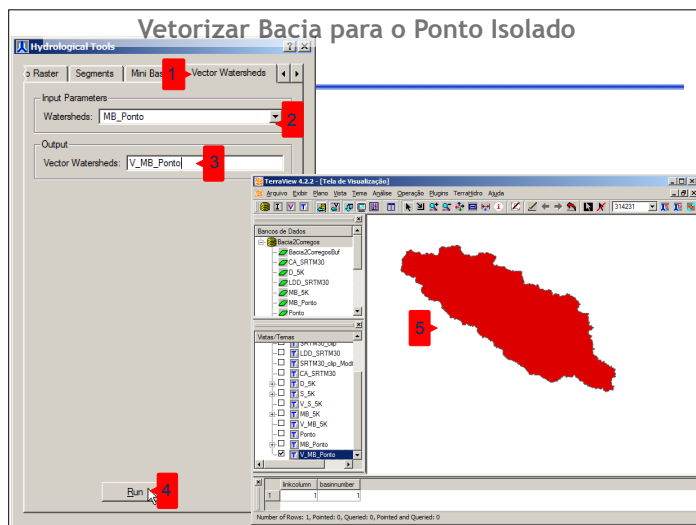 Vetorizar Bacia para o Ponto Isolado
Hydrological Tools
o Raster Segments Mini Bas 1 Vector Watersheds
Input Parameters
Watersheds: MB_Ponto
2
Output
Vector Watersheds: V_MB_Ponto
3
Run
4
TerraView 4.2.2 - [Tela de Visualização]
Arquivo Exibir Plano Vista Tema Análise Operação Plugins TerraHidro Ajuda
I V T 314231
Bancos de Dados
Bacia2Corregos
Bacia2CorregosBuf
CA_SRTM30
D_5K
LDD_SRTM30
MB_5K
MB_Ponto
Ponto
Vistas/Temas
SRTM30_clip
LDD_SRTM30
SRTM30_clip_Modi
CA_SRTM30
D_5K
S_5K
V_S_5K
MB_5K
V_MB_5K
Ponto
MB_Ponto
V_MB_Ponto
5
linkcolumn basinnumber
1 1 1
Number of Rows: 1, Pointed: 0, Queried: 0, Pointed and Queried: 0